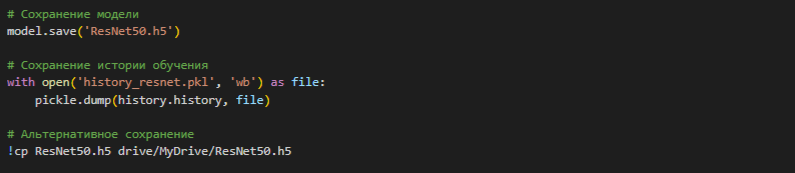 # Сохранение модели
model.save('ResNet50.h5')
# Сохранение истории обучения
with open('history_resnet.pkl', 'wb') as file:
    pickle.dump(history.history, file)
# Альтернативное сохранение
!cp ResNet50.h5 drive/MyDrive/ResNet50.h5